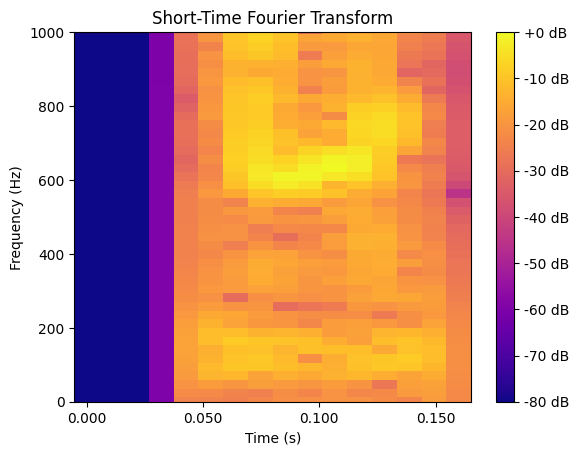 Short-Time Fourier Transform
1000
800
600
400
200
0
Frequency (Hz)
0.000
0.050
0.100
0.150
Time (s)
+0 dB
-10 dB
-20 dB
-30 dB
-40 dB
-50 dB
-60 dB
-70 dB
-80 dB